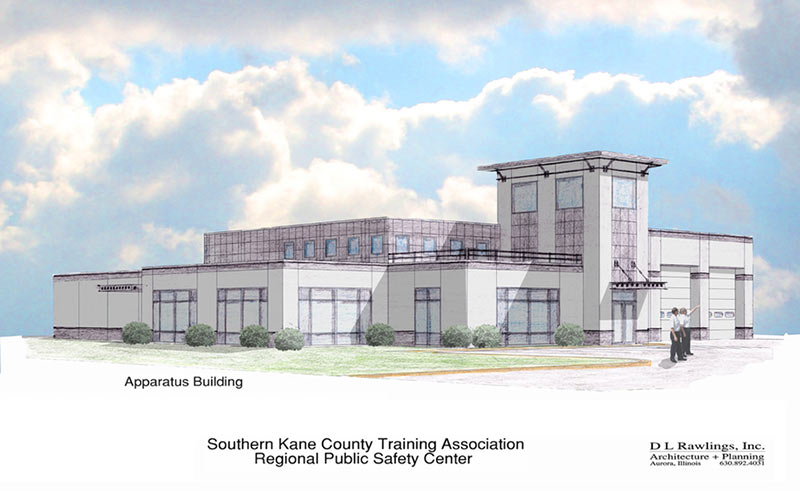 Apparatus Building
Southern Kane County Training Association
Regional Public Safety Center
D L Rawlings, Inc.
Architecture + Planning
Aurora, Illinois 630.892.4031